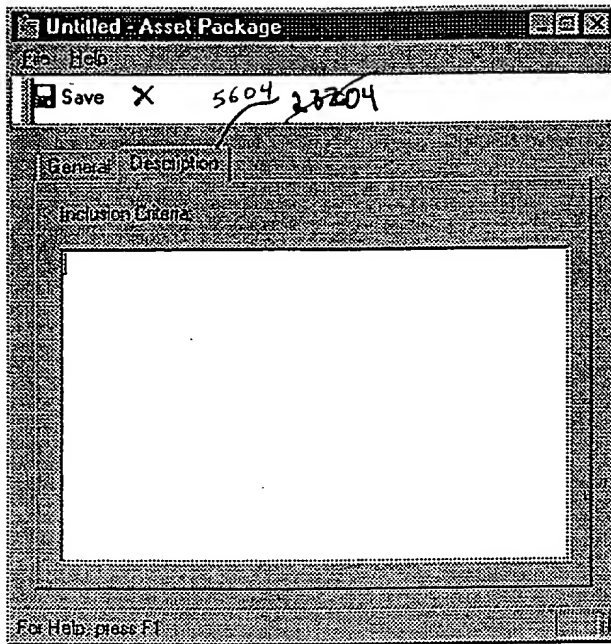 Untitled - Asset Package
File Help
Save 5604
General Description
Inclusion Criteria:
For Help, press F1